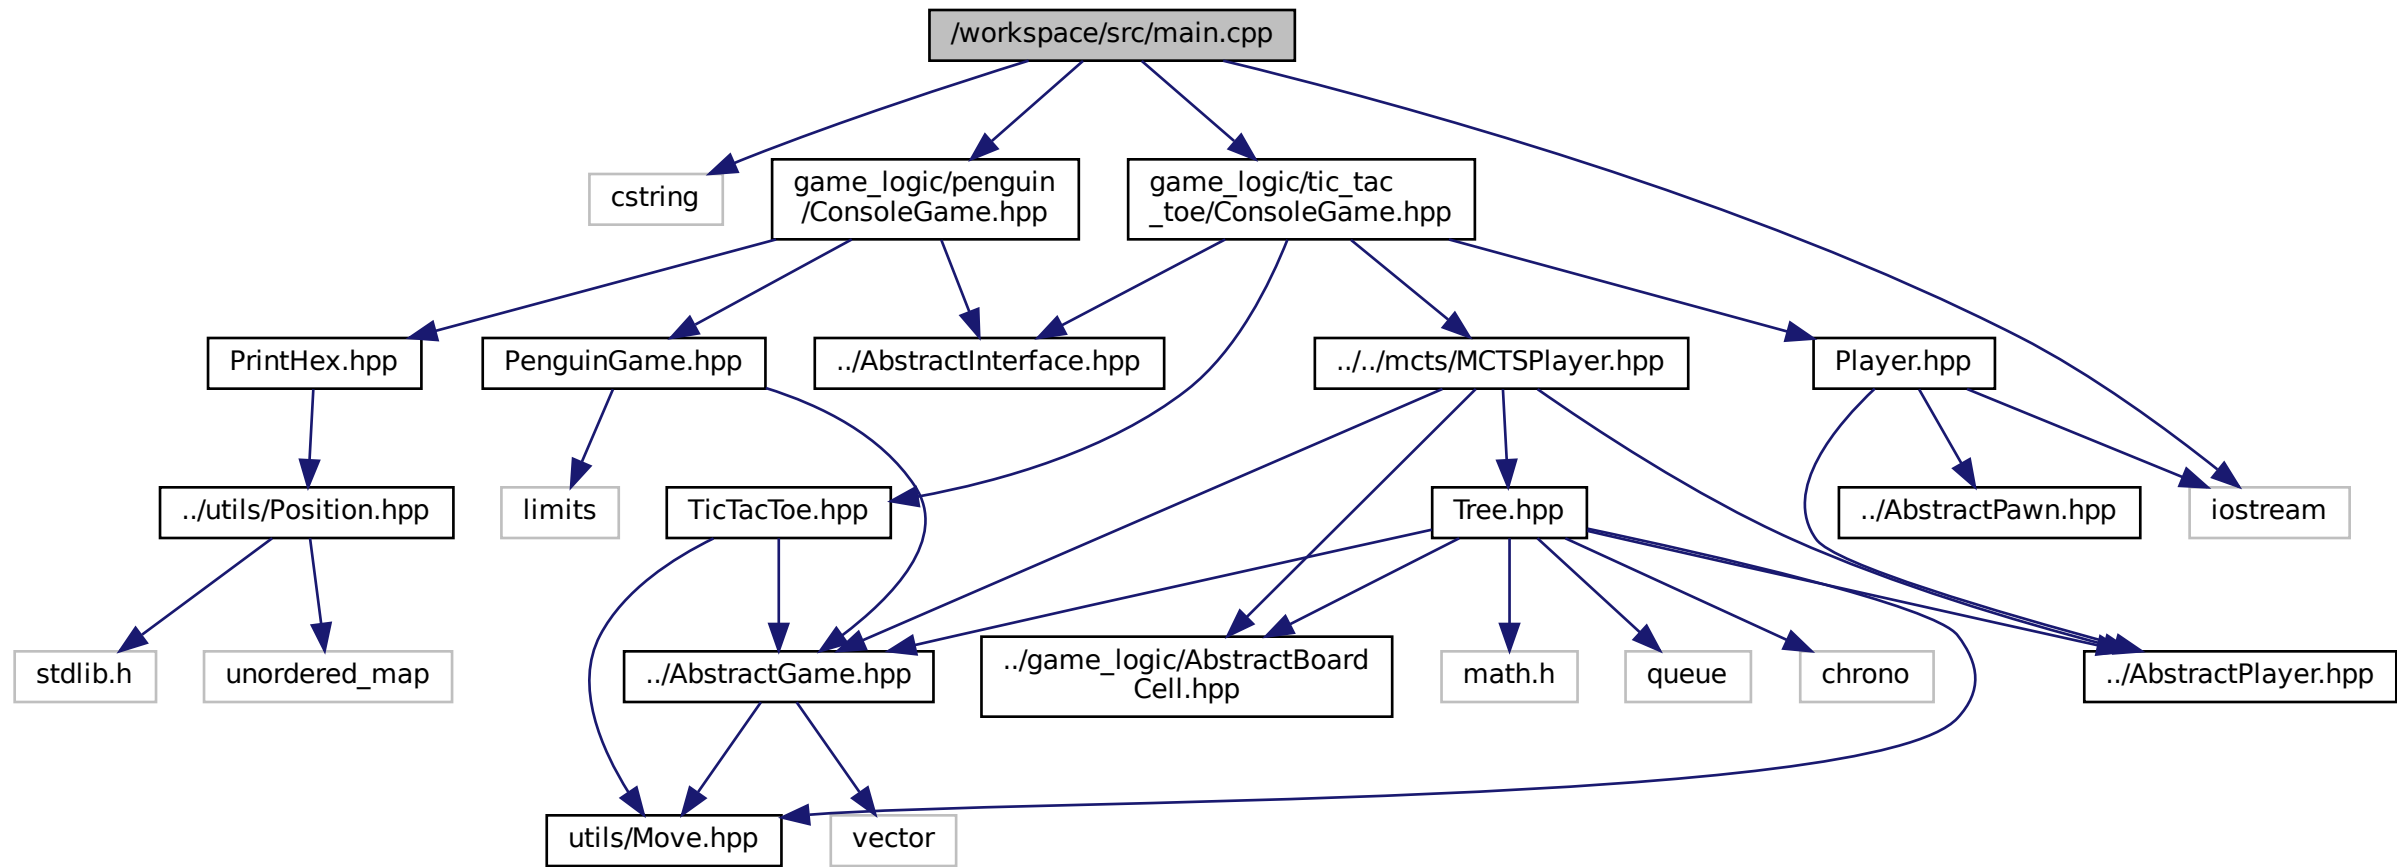 /workspace/src/main.cpp
cstring
game_logic/penguin
/ConsoleGame.hpp
game_logic/tic_tac
_toe/ConsoleGame.hpp
PrintHex.hpp
PenguinGame.hpp
../AbstractInterface.hpp
../../mcts/MCTSPlayer.hpp
Player.hpp
../utils/Position.hpp
limits
TicTacToe.hpp
Tree.hpp
../AbstractPawn.hpp
iostream
stdlib.h
unordered_map
../AbstractGame.hpp
../game_logic/AbstractBoard
Cell.hpp
math.h
queue
chrono
../AbstractPlayer.hpp
utils/Move.hpp
vector